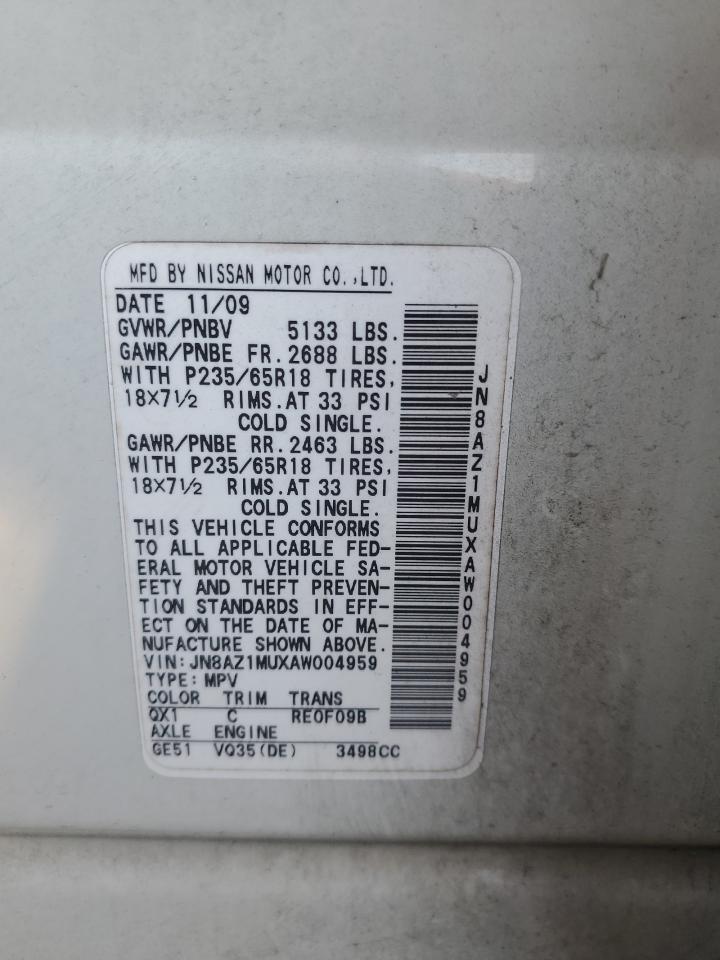 MFD BY NISSAN MOTOR CO.,LTD.
DATE 11/09
GVWR/PNBV 5133 LBS.
GAWR/PNBE FR. 2688 LBS.
WITH P235/65R18 TIRES,
18×7½ RIMS. AT 33 PSI
COLD SINGLE.
GAWR/PNBE RR. 2463 LBS.
WITH P235/65R18 TIRES,
18×7½ RIMS. AT 33 PSI
COLD SINGLE.
THIS VEHICLE CONFORMS
TO ALL APPLICABLE FED-
ERAL MOTOR VEHICLE SA-
FETY AND THEFT PREVEN-
TION STANDARDS IN EFF-
ECT ON THE DATE OF MA-
NUFACTURE SHOWN ABOVE.
VIN: JN8AZ1MUXAW004959
TYPE: MPV
COLOR TRIM TRANS
QX1 C RE0F09B
AXLE ENGINE
GE51 VQ35(DE) 3498CC
JN8AZ1MUXAW004959